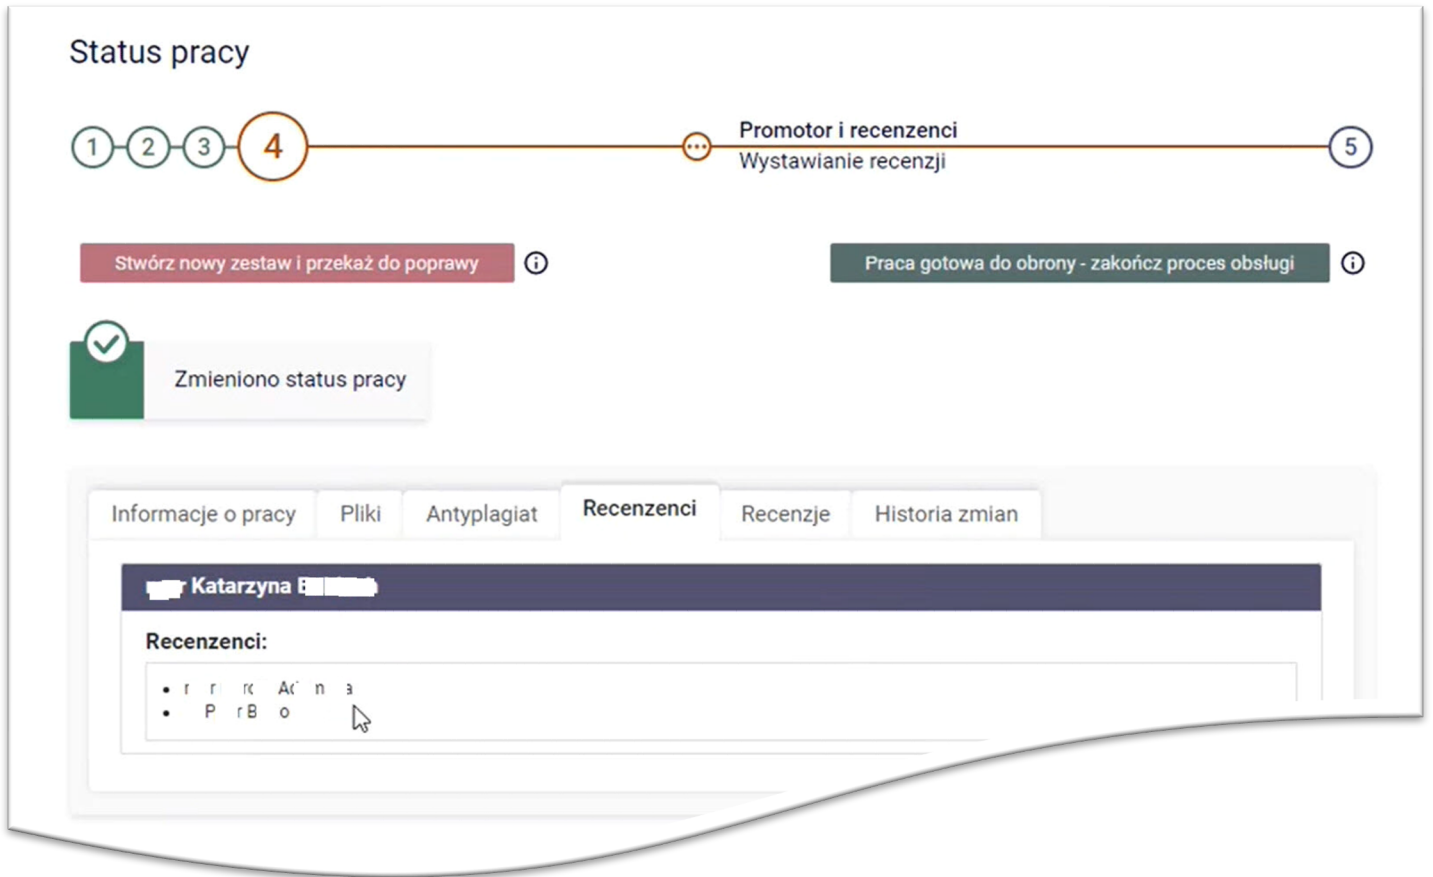 Status pracy
1 2 3 4 5
Promotor i recenzenci
Wystawianie recenzji
Stwórz nowy zestaw i przekaż do poprawy
Praca gotowa do obrony - zakończ proces obsługi
Zmieniono status pracy
Informacje o pracy Pliki Antyplagiat Recenzenci Recenzje Historia zmian
Katarzyna
Recenzenci: